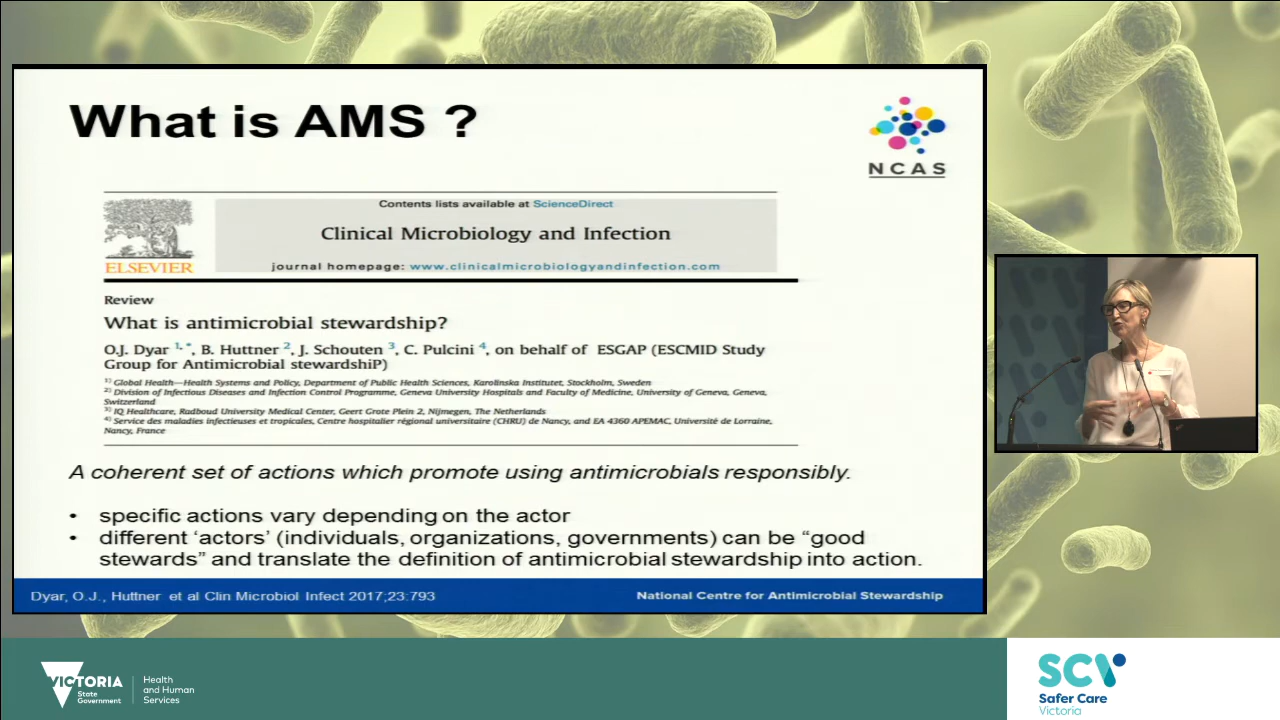 What is AMS ?
NCAS
Contents lists available at ScienceDirect
Clinical Microbiology and Infection
journal homepage: www.clinicalmicrobiologyandinfection.com
ELSEVIER
Review
What is antimicrobial stewardship?
O.J. Dyar 1, *, B. Huttner 2, J. Schouten 3, C. Pulcini 4, on behalf of ESGAP (ESCMID Study
Group for Antimicrobial stewardshiP)
1) Global Health—Health Systems and Policy, Department of Public Health Sciences, Karolinska Institutet, Stockholm, Sweden
2) Division of Infectious Diseases and Infection Control Programme, Geneva University Hospitals and Faculty of Medicine, University of Geneva, Geneva,
Switzerland
3) IQ Healthcare, Radboud University Medical Center, Geert Grote Plein 2, Nijmegen, The Netherlands
4) Service des maladies infectieuses et tropicales, Centre hospitalier régional universitaire (CHRU) de Nancy, and EA 4360 APEMAC, Université de Lorraine,
Nancy, France
A coherent set of actions which promote using antimicrobials responsibly.
• specific actions vary depending on the actor
• different ‘actors’ (individuals, organizations, governments) can be “good
stewards” and translate the definition of antimicrobial stewardship into action.
Dyar, O.J., Huttner et al Clin Microbiol Infect 2017;23:793
National Centre for Antimicrobial Stewardship
VICTORIA
State
Government
Health
and Human
Services
SCV
Safer Care
Victoria